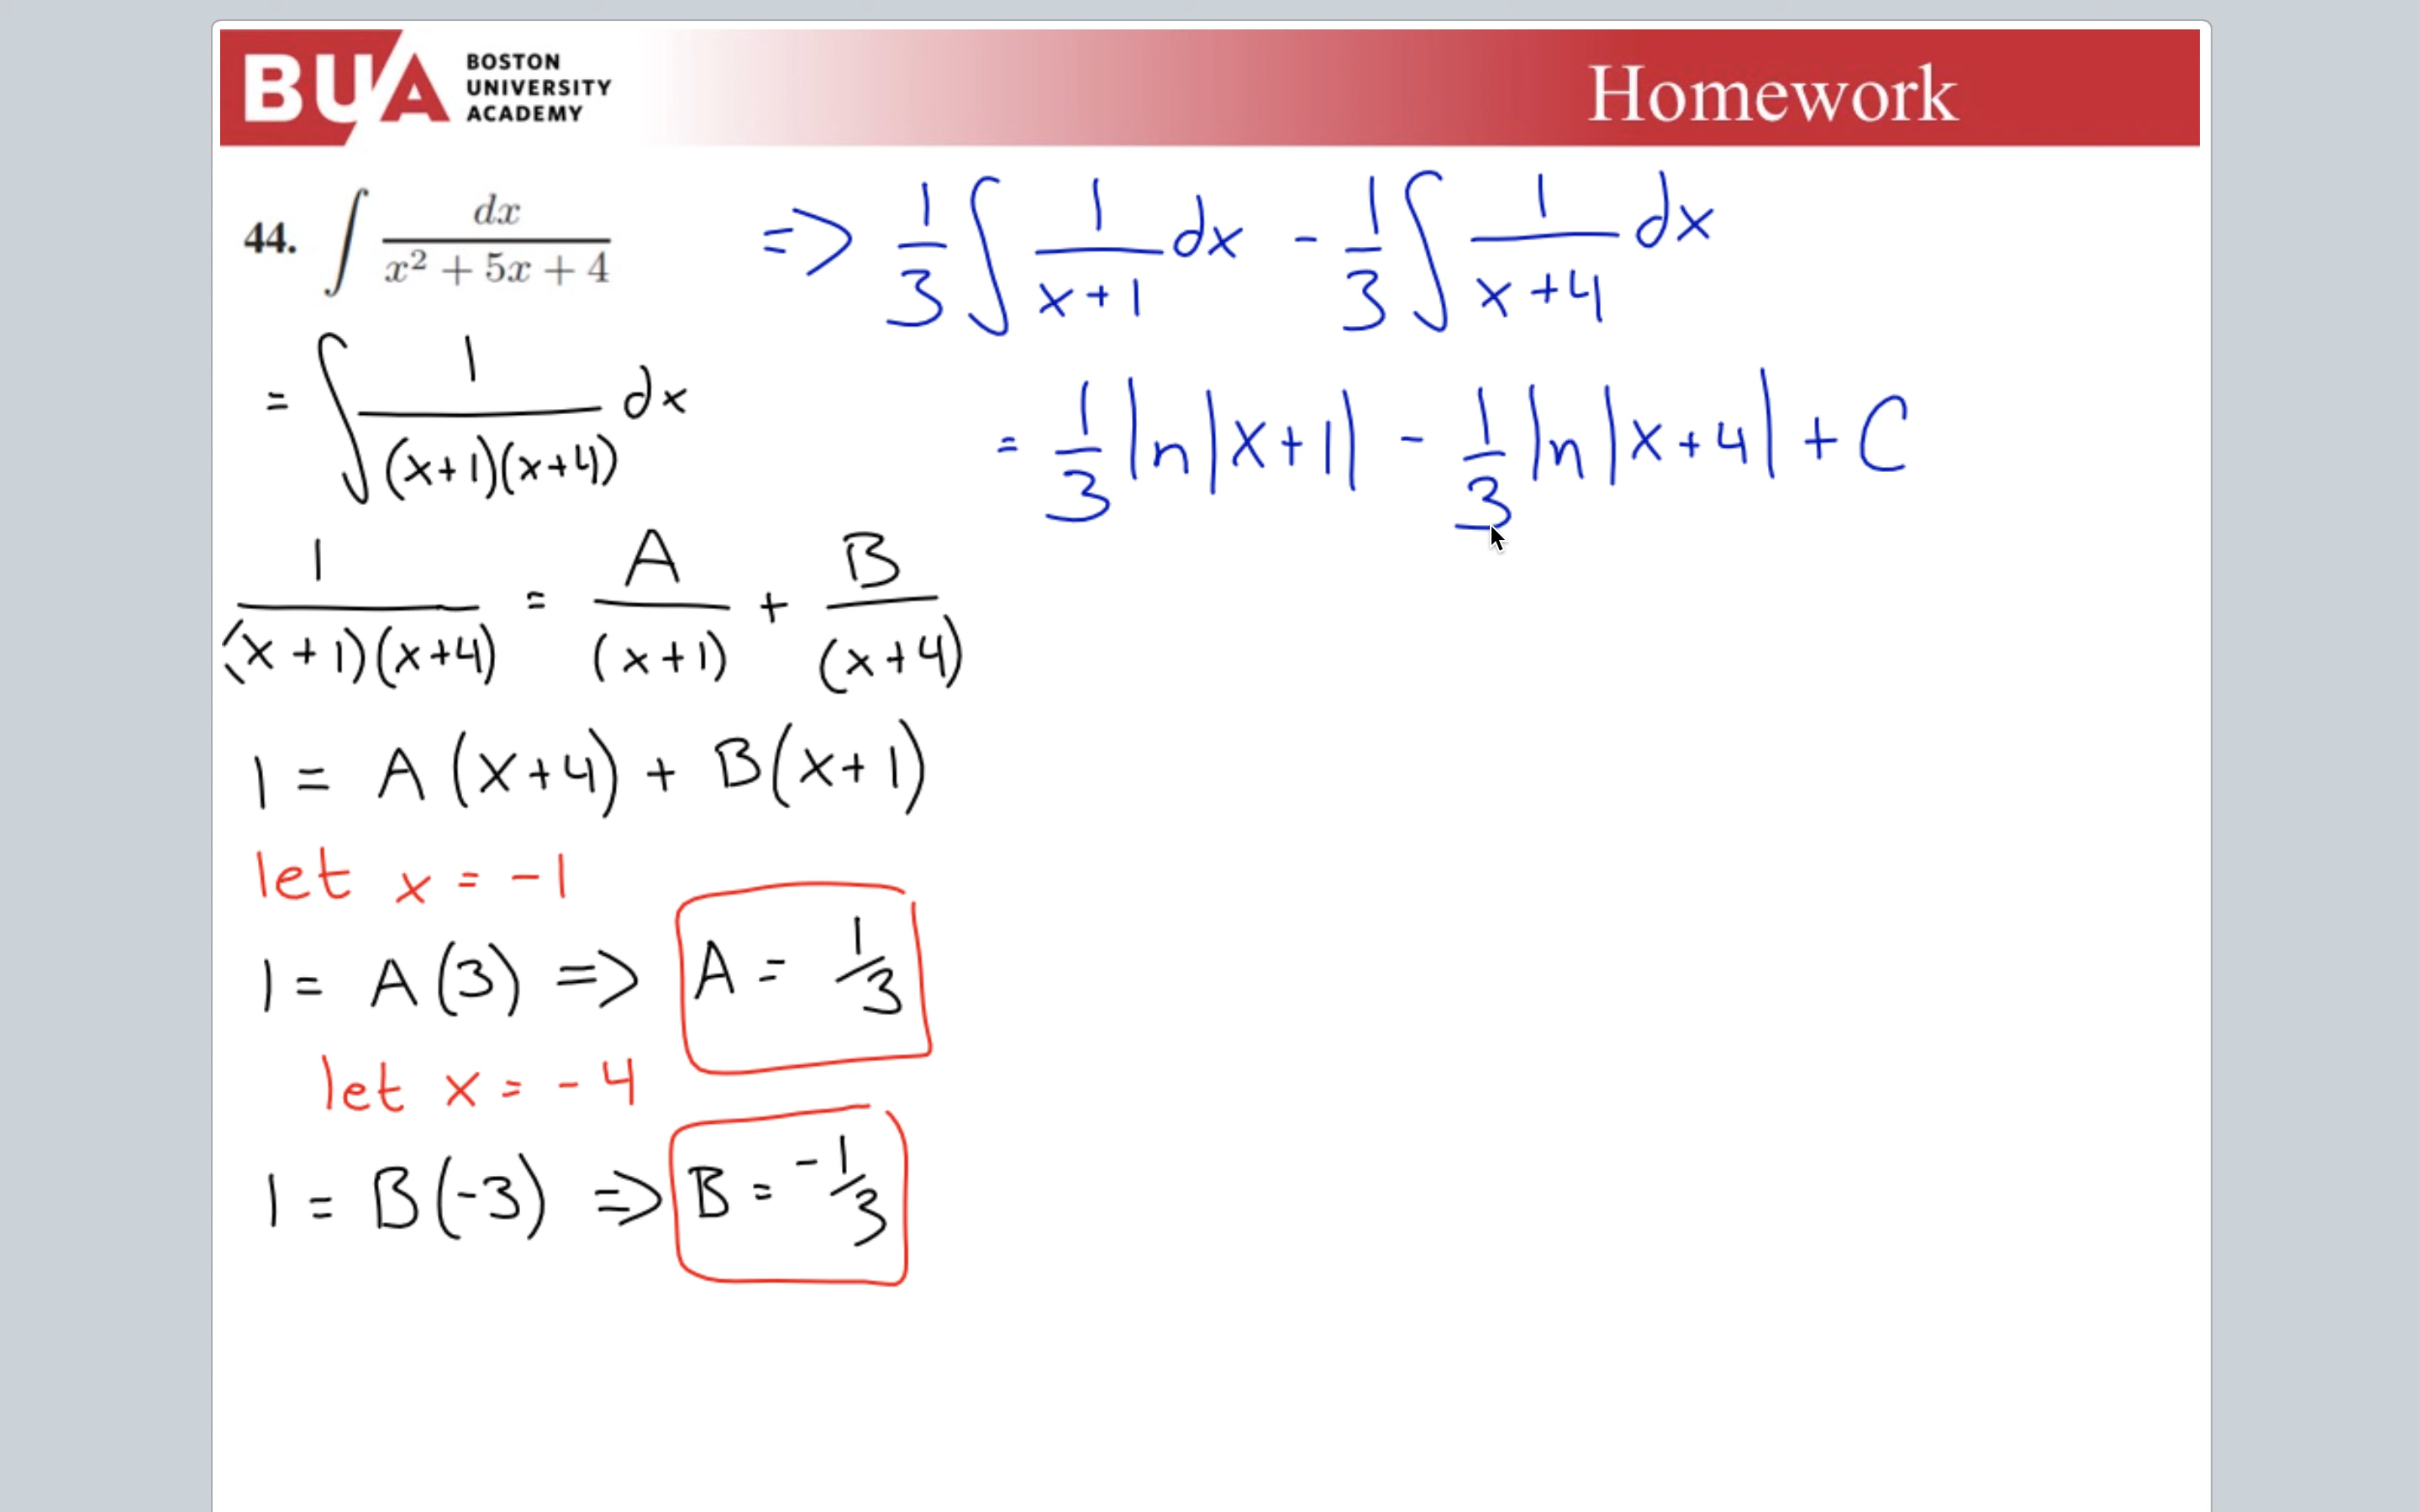 BUA BOSTON UNIVERSITY ACADEMY
Homework
44. ∫ dx / (x² + 5x + 4)
= ∫ 1 / ((x+1)(x+4)) dx
1 / ((x+1)(x+4)) = A / (x+1) + B / (x+4)
1 = A(x+4) + B(x+1)
let x = -1
1 = A(3) => A = 1/3
let x = -4
1 = B(-3) => B = -1/3
=> 1/3 ∫ 1/(x+1) dx - 1/3 ∫ 1/(x+4) dx
= 1/3 ln|x+1| - 1/3 ln|x+4| + C